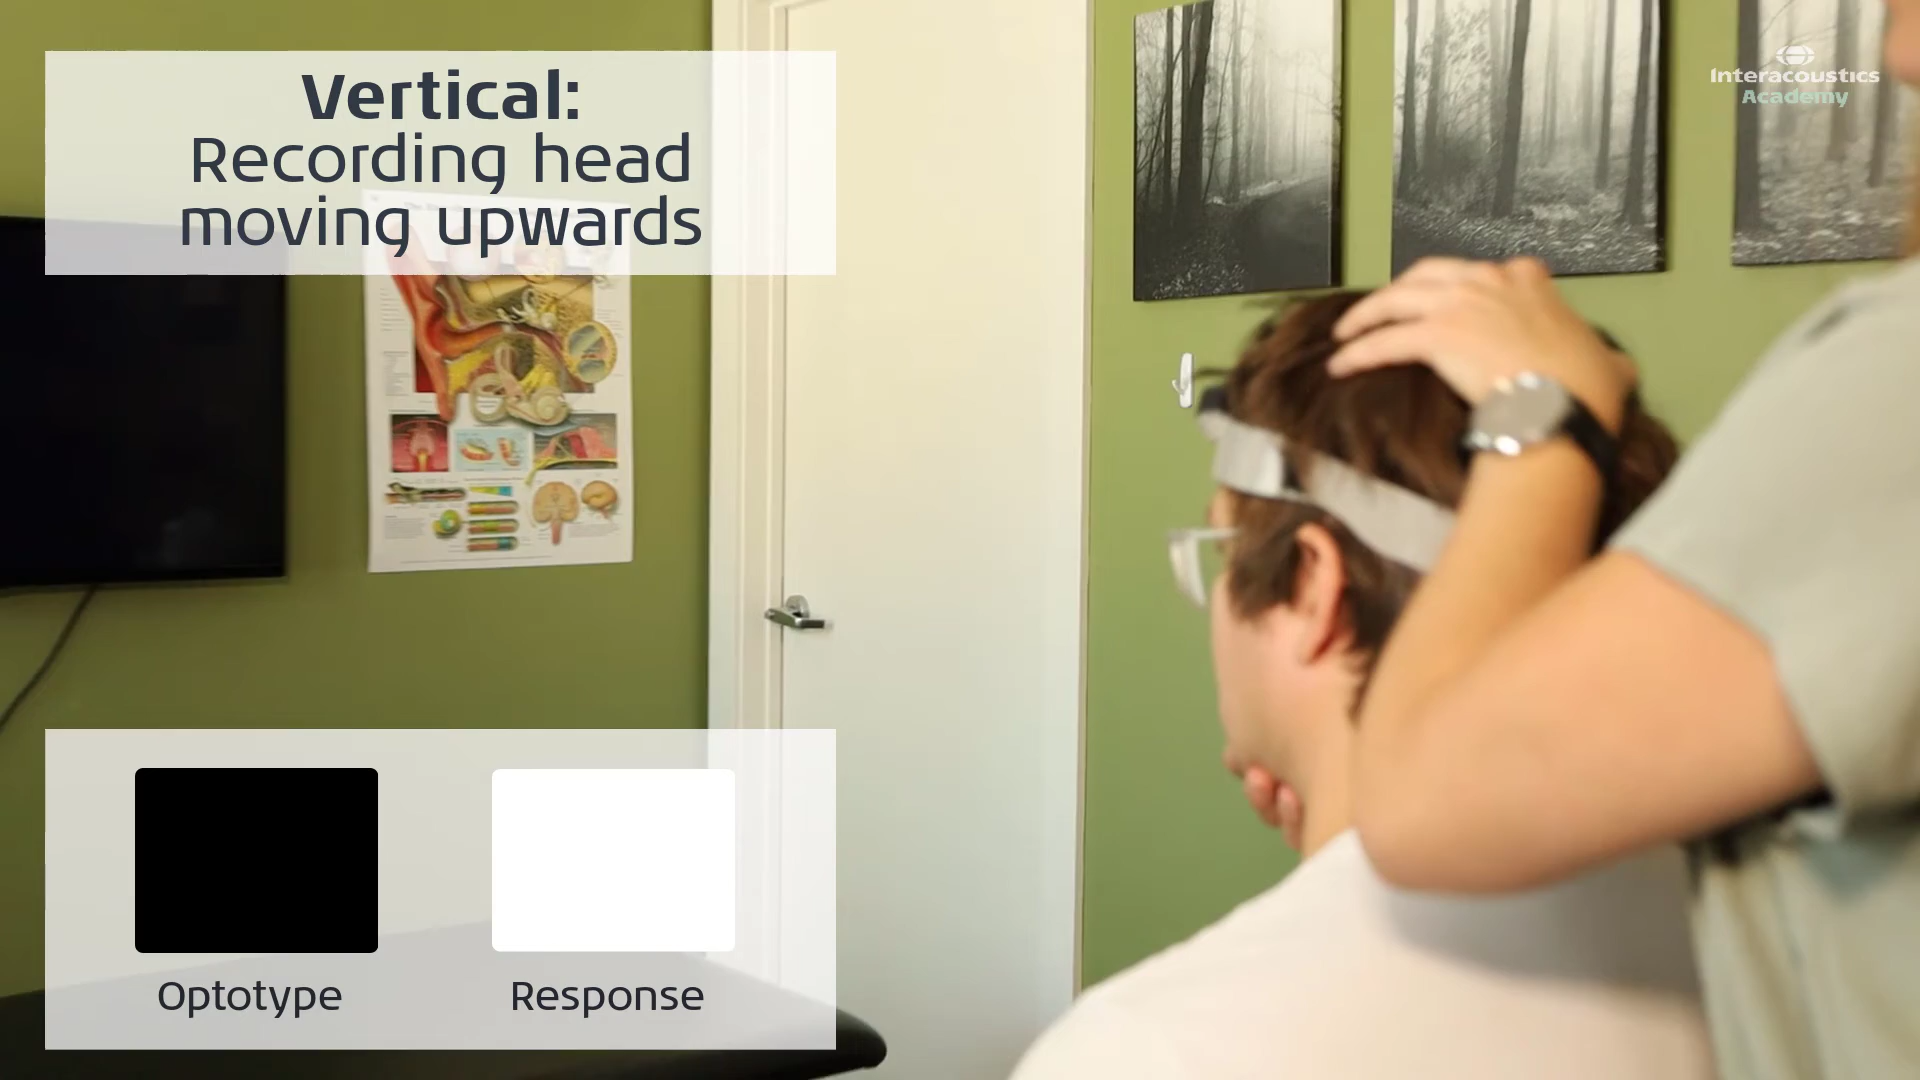 Vertical:
Recording head
moving upwards
Interacoustics
Academy
Optotype
Response